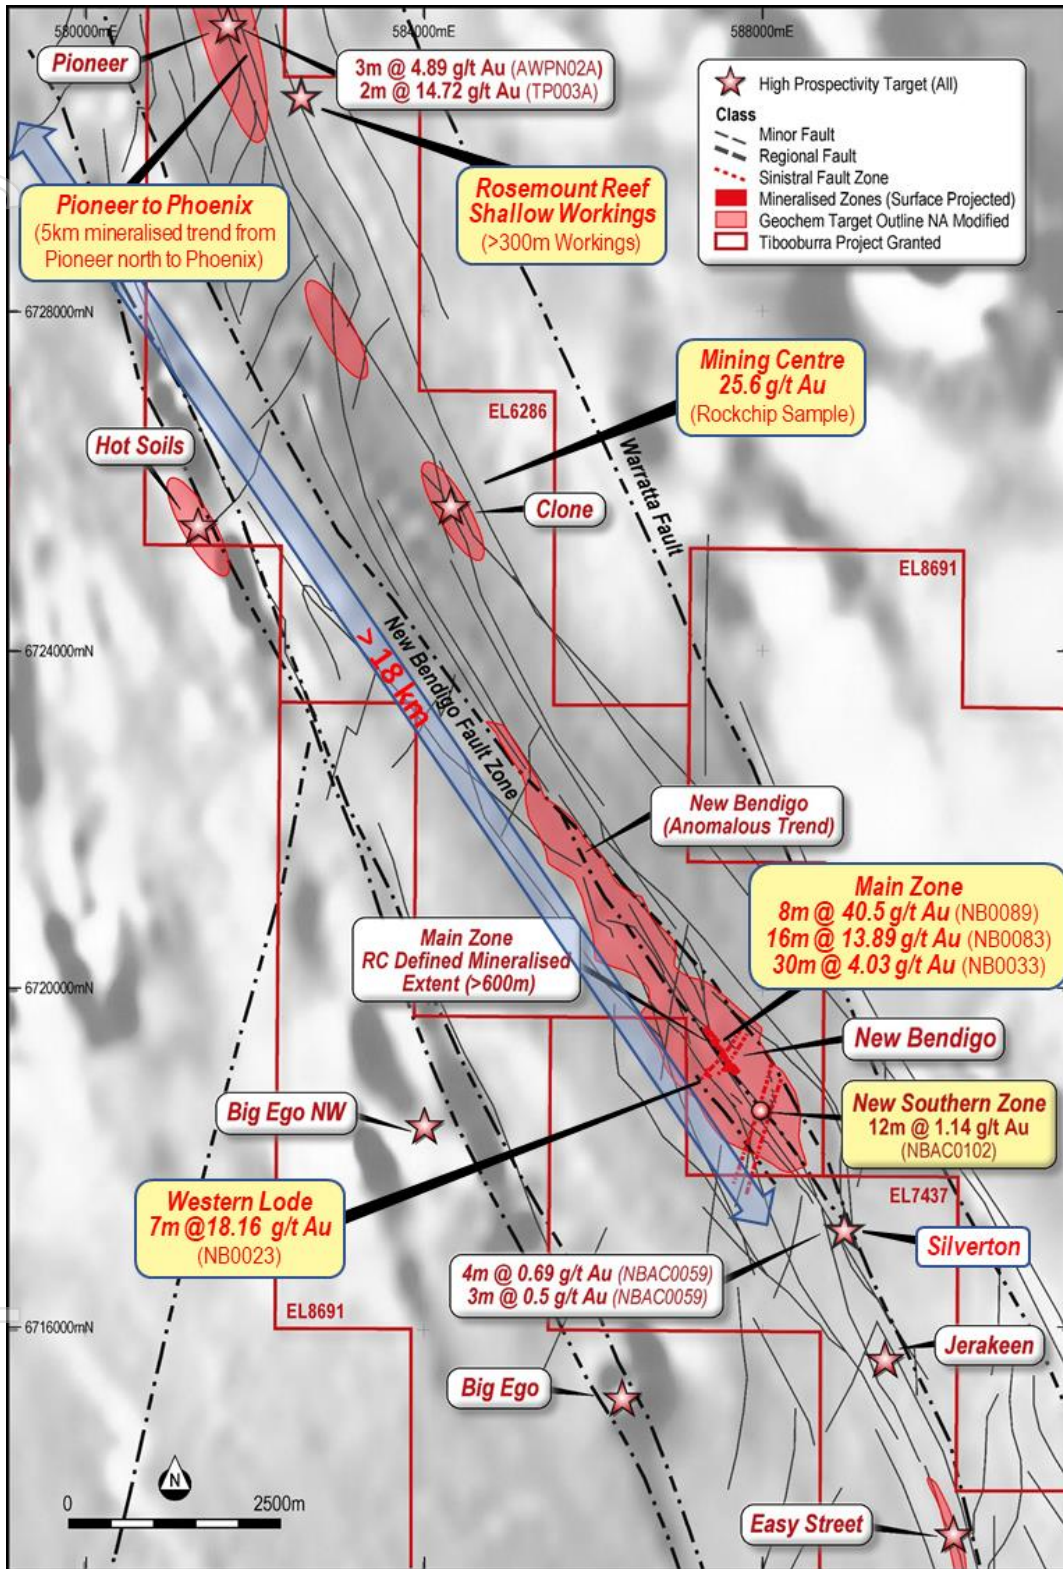 580000mE
584000mE
588000mE
Pioneer
3m @ 4.89 g/t Au (AWPN02A)
2m @ 14.72 g/t Au (TP003A)
High Prospectivity Target (All)
Class
Minor Fault
Regional Fault
Sinistral Fault Zone
Mineralised Zones (Surface Projected)
Geochem Target Outline NA Modified
Tibooburra Project Granted
Pioneer to Phoenix
(5km mineralised trend from
Pioneer north to Phoenix)
Rosemount Reef
Shallow Workings
(>300m Workings)
6728000mN
Mining Centre
25.6 g/t Au
(Rockchip Sample)
EL6286
Hot Soils
Clone
Warratta Fault
EL8691
6724000mN
New Bendigo Fault Zone
> 18 km
New Bendigo
(Anomalous Trend)
Main Zone
8m @ 40.5 g/t Au (NB0089)
16m @ 13.89 g/t Au (NB0083)
30m @ 4.03 g/t Au (NB0033)
Main Zone
RC Defined Mineralised
Extent (>600m)
6720000mN
New Bendigo
Big Ego NW
New Southern Zone
12m @ 1.14 g/t Au
(NBAC0102)
Western Lode
7m @18.16 g/t Au
(NB0023)
EL7437
Silverton
4m @ 0.69 g/t Au (NBAC0059)
3m @ 0.5 g/t Au (NBAC0059)
EL8691
6716000mN
Jerakeen
Big Ego
N
0 2500m
Easy Street